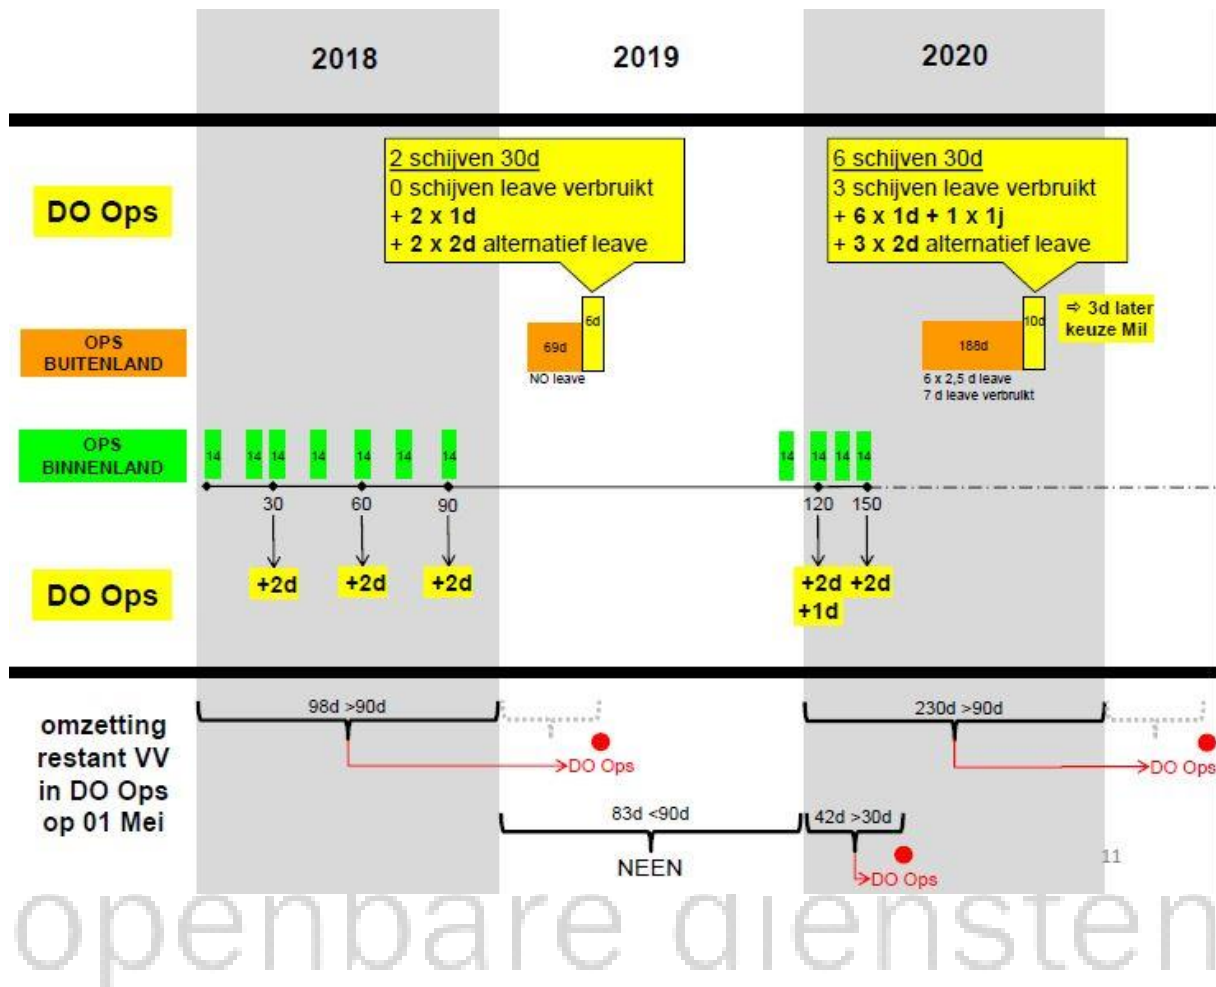 2018 2019 2020
DO Ops
2 schijven 30d
0 schijven leave verbruikt
+ 2 x 1d
+ 2 x 2d alternatief leave
6 schijven 30d
3 schijven leave verbruikt
+ 6 x 1d + 1 x 1j
+ 3 x 2d alternatief leave
OPS
BUITENLAND
69d
6d
NO leave
188d
10d
⇨ 3d later
keuze Mil
6 x 2,5 d leave
7 d leave verbruikt
OPS
BINNENLAND
14 14 14 14 14 14 14 14 14 14 14
30 60 90 120 150
DO Ops
+2d +2d +2d +2d +2d
+1d
omzetting
restant VV
in DO Ops
op 01 Mei
98d >90d
DO Ops
230d >90d
DO Ops
83d <90d
NEEN
42d >30d
DO Ops
11
openbare diensten